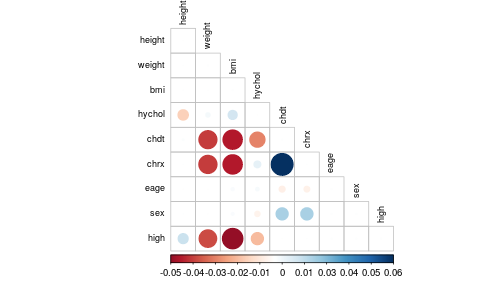 height
weight
bmi
hychol
chdt
chrx
eage
sex
high
height
weight
bmi
hychol
chdt
chrx
eage
sex
high
-0.05 -0.04 -0.03 -0.02 -0.01 0 0.01 0.03 0.04 0.05 0.06